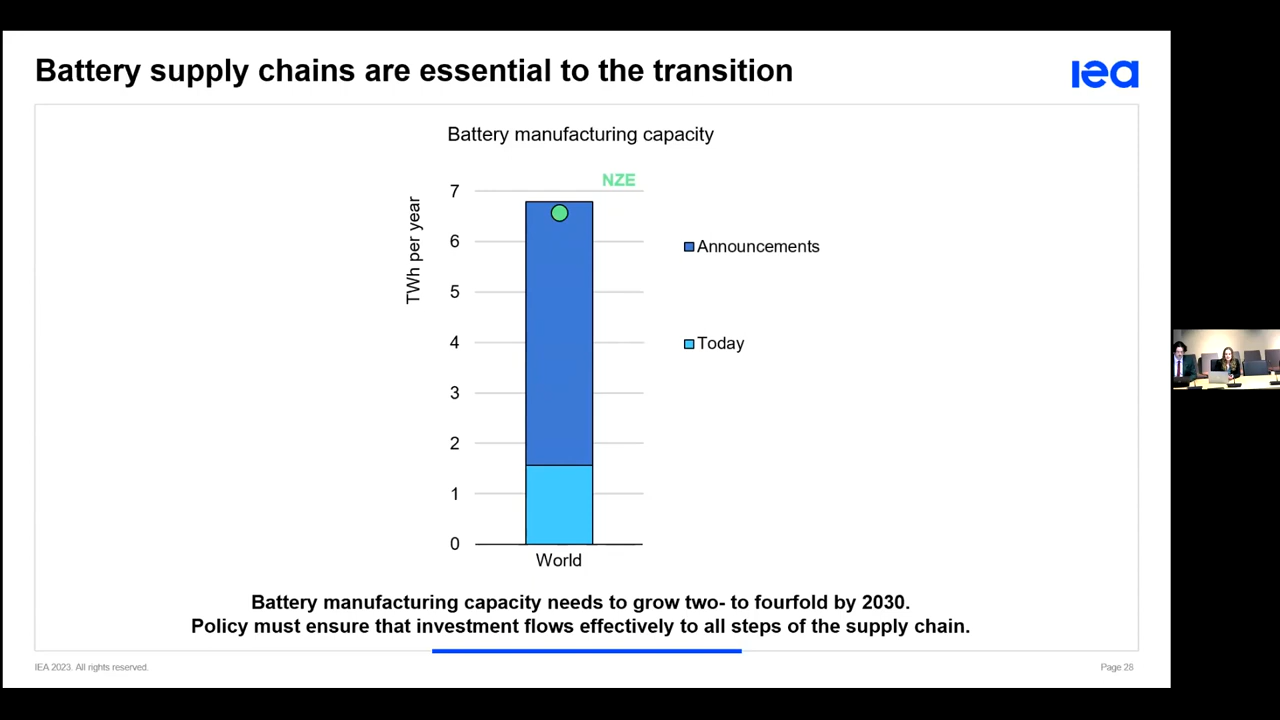 Battery supply chains are essential to the transition
iea
Battery manufacturing capacity
NZE
TWh per year
7
6
5
4
3
2
1
0
Announcements
Today
World
Battery manufacturing capacity needs to grow two- to fourfold by 2030.
Policy must ensure that investment flows effectively to all steps of the supply chain.
IEA 2023. All rights reserved.
Page 28